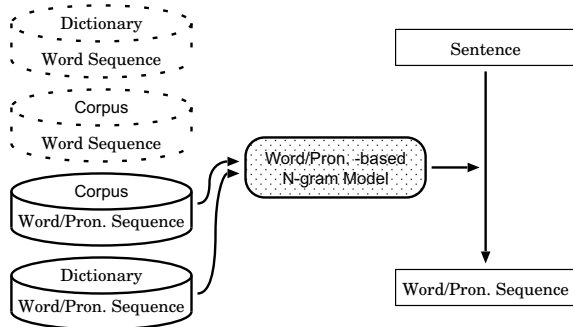 Dictionary
Word Sequence
Corpus
Word Sequence
Corpus
Word/Pron. Sequence
Dictionary
Word/Pron. Sequence
Word/Pron. -based
N-gram Model
Sentence
Word/Pron. Sequence